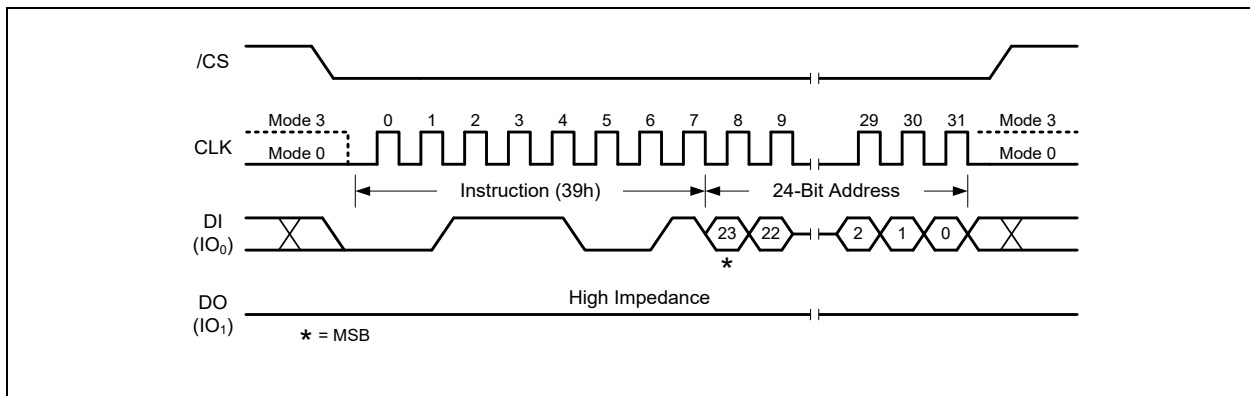 /CS
Mode 3 0 1 2 3 4 5 6 7 8 9 29 30 31 Mode 3
CLK
Mode 0 Mode 0
Instruction (39h) 24-Bit Address
DI
(IO₀)
23 22 2 1 0
*
High Impedance
DO
(IO₁)
* = MSB